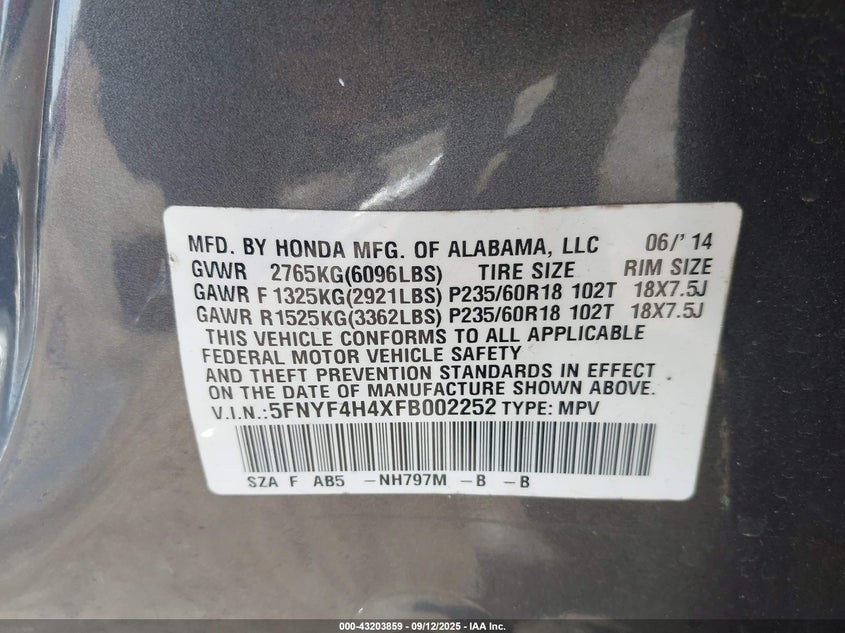 MFD. BY HONDA MFG. OF ALABAMA, LLC 06/'14
GVWR 2765KG(6096LBS) TIRE SIZE RIM SIZE
GAWR F 1325KG(2921LBS) P235/60R18 102T 18X7.5J
GAWR R1525KG(3362LBS) P235/60R18 102T 18X7.5J
THIS VEHICLE CONFORMS TO ALL APPLICABLE
FEDERAL MOTOR VEHICLE SAFETY
AND THEFT PREVENTION STANDARDS IN EFFECT
ON THE DATE OF MANUFACTURE SHOWN ABOVE.
V.I.N.:5FNYF4H4XFB002252 TYPE: MPV
SZA F AB5 -NH797M -B -B
000-43203859 - 09/12/2025 - IAA Inc.